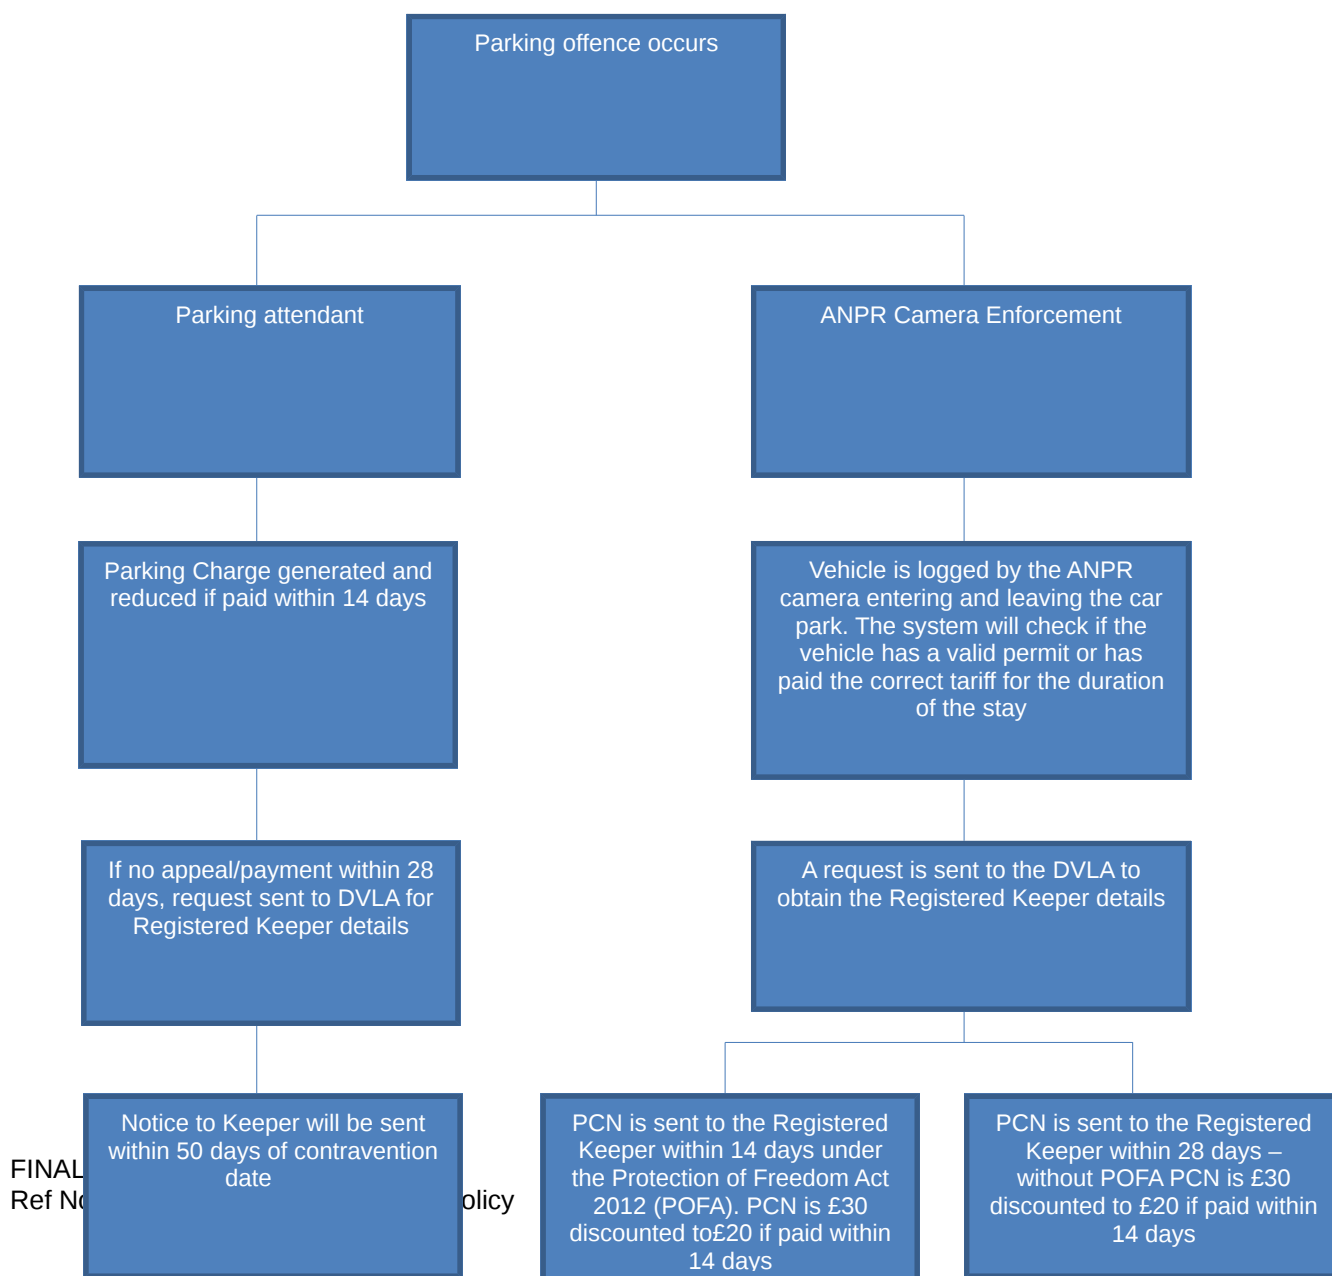 Parking offence occurs
Parking attendant
ANPR Camera Enforcement
Parking Charge generated and
reduced if paid within 14 days
Vehicle is logged by the ANPR
camera entering and leaving the car
park. The system will check if the
vehicle has a valid permit or has
paid the correct tariff for the duration
of the stay
If no appeal/payment within 28
days, request sent to DVLA for
Registered Keeper details
A request is sent to the DVLA to
obtain the Registered Keeper details
Notice to Keeper will be sent
within 50 days of contravention
date
PCN is sent to the Registered
Keeper within 14 days under
the Protection of Freedom Act
2012 (POFA). PCN is £30
discounted to£20 if paid within
14 days
PCN is sent to the Registered
Keeper within 28 days –
without POFA PCN is £30
discounted to £20 if paid within
14 days
FINAL
Ref